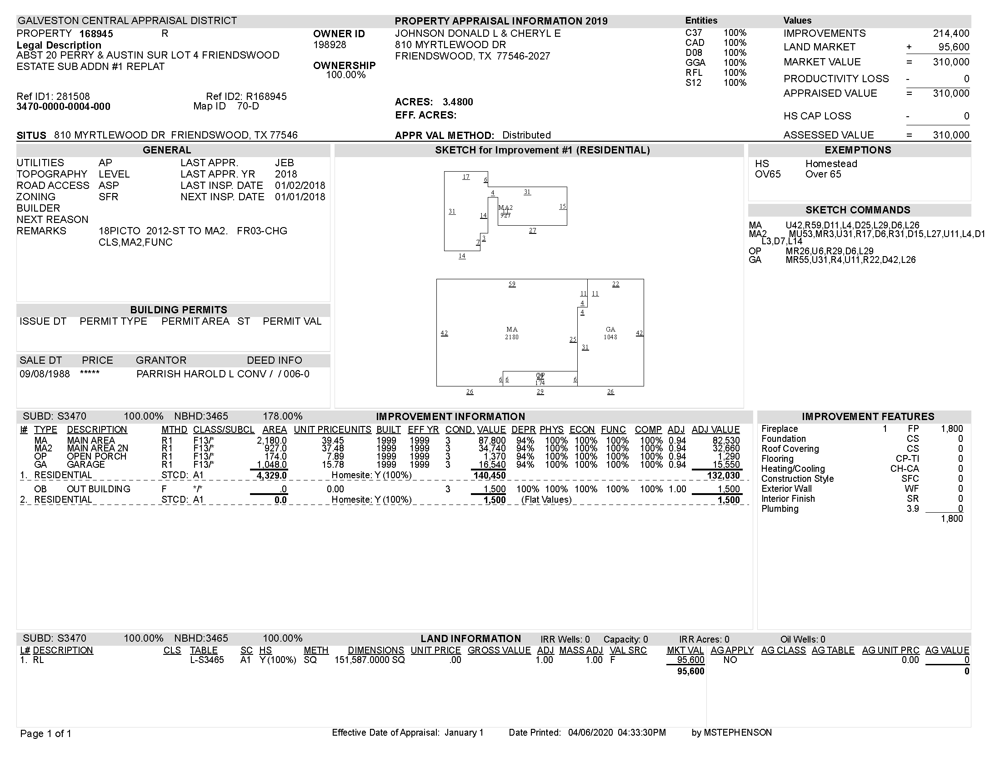 GALVESTON CENTRAL APPRAISAL DISTRICT PROPERTY APPRAISAL INFORMATION 2019 Entities Values
PROPERTY 168945 R OWNER ID JOHNSON DONALD L & CHERYL E C37 100% IMPROVEMENTS 214,400
Legal Description 198928 810 MYRTLEWOOD DR CAD 100% LAND MARKET + 95,600
ABST 20 PERRY & AUSTIN SUR LOT 4 FRIENDSWOOD FRIENDSWOOD, TX 77546-2027 D08 100%
ESTATE SUB ADDN #1 REPLAT OWNERSHIP GGA 100% MARKET VALUE = 310,000
100.00% RFL 100%
S12 100% PRODUCTIVITY LOSS - 0
Ref ID1: 281508 Ref ID2: R168945 APPRAISED VALUE = 310,000
3470-0000-0004-000 Map ID 70-D ACRES: 3.4800
EFF. ACRES: HS CAP LOSS - 0
SITUS 810 MYRTLEWOOD DR FRIENDSWOOD, TX 77546 APPR VAL METHOD: Distributed ASSESSED VALUE = 310,000
GENERAL
UTILITIES AP LAST APPR. JEB
TOPOGRAPHY LEVEL LAST APPR. YR 2018
ROAD ACCESS ASP LAST INSP. DATE 01/02/2018
ZONING SFR NEXT INSP. DATE 01/01/2018
BUILDER
NEXT REASON
REMARKS 18PICTO 2012-ST TO MA2. FR03-CHG
CLS,MA2,FUNC
BUILDING PERMITS
ISSUE DT PERMIT TYPE PERMIT AREA ST PERMIT VAL
SALE DT PRICE GRANTOR DEED INFO
09/08/1988 ***** PARRISH HAROLD L CONV / / 006-0
SKETCH for Improvement #1 (RESIDENTIAL)
17 6
4 31
31 14 MA2 15
11
927
27
3
7
14
59 22
11 11
4
4
42 MA GA 42
2180 1048
25
31
OP
29
6 6 174 6
26 29 26
EXEMPTIONS
HS Homestead
OV65 Over 65
SKETCH COMMANDS
MA U42,R59,D11,L4,D25,L29,D6,L26
MA2 MU53,MR3,U31,R17,D6,R31,D15,L27,U11,L4,D1
L3,D7,L14
OP MR26,U6,R29,D6,L29
GA MR55,U31,R4,U11,R22,D42,L26
SUBD: S3470 100.00% NBHD:3465 178.00% IMPROVEMENT INFORMATION
I# TYPE DESCRIPTION MTHD CLASS/SUBCL AREA UNIT PRICE UNITS BUILT EFF YR COND. VALUE DEPR PHYS ECON FUNC COMP ADJ ADJ VALUE
MA MAIN AREA R1 F13/* 2,180.0 39.45 1999 1999 3 87,800 94% 100% 100% 100% 100% 0.94 82,530
MA2 MAIN AREA 2N R1 F13/* 927.0 37.48 1999 1999 3 34,740 94% 100% 100% 100% 100% 0.94 32,660
OP OPEN PORCH R1 F13/* 174.0 7.89 1999 1999 3 1,370 94% 100% 100% 100% 100% 0.94 1,290
GA GARAGE R1 F13/* 1,048.0 15.78 1999 1999 3 16,540 94% 100% 100% 100% 100% 0.94 15,550
1. RESIDENTIAL STCD: A1 4,329.0 Homesite: Y (100%) 140,450 132,030
OB OUT BUILDING F */* .0 0.00 3 1,500 100% 100% 100% 100% 100% 1.00 1,500
2. RESIDENTIAL STCD: A1 0.0 Homesite: Y (100%) 1,500 (Flat Values) 1,500
IMPROVEMENT FEATURES
Fireplace 1 FP 1,800
Foundation CS 0
Roof Covering CS 0
Flooring CP-TI 0
Heating/Cooling CH-CA 0
Construction Style SFC 0
Exterior Wall WF 0
Interior Finish SR 0
Plumbing 3.9 0
1,800
SUBD: S3470 100.00% NBHD:3465 100.00% LAND INFORMATION IRR Wells: 0 Capacity: 0 IRR Acres: 0 Oil Wells: 0
L# DESCRIPTION CLS TABLE SC HS METH DIMENSIONS UNIT PRICE GROSS VALUE ADJ MASS ADJ VAL SRC MKT VAL AG APPLY AG CLASS AG TABLE AG UNIT PRC AG VALUE
1. RL L-S3465 A1 Y (100%) SQ 151,587.0000 SQ .00 1.00 1.00 F 95,600 NO 0.00 0
95,600 0
Page 1 of 1 Effective Date of Appraisal: January 1 Date Printed: 04/06/2020 04:33:30PM by MSTEPHENSON